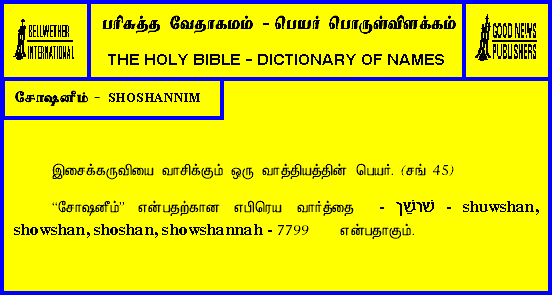 BELLWETHER
INTERNATIONAL
பரிசுத்த வேதாகமம் - பெயர் பொருள்விளக்கம்
THE HOLY BIBLE - DICTIONARY OF NAMES
GOOD NEWS
PUBLISHERS
சோஷனீம் - SHOSHANNIM
இசைக்கருவியை வாசிக்கும் ஒரு வாத்தியத்தின் பெயர். (சங் 45)
“சோஷனீம்” என்பதற்கான எபிரெய வார்த்தை - שׁוּשַׁן - shuwshan,
showshan, shoshan, showshannah - 7799 என்பதாகும்.